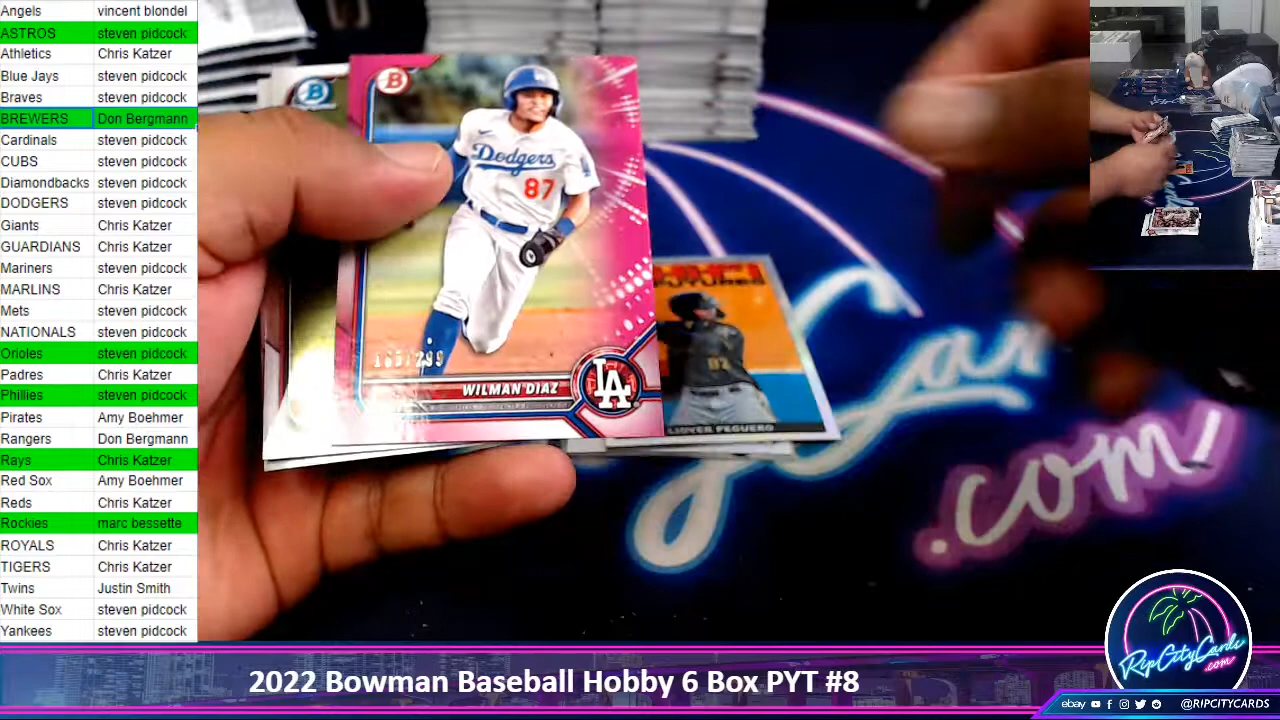 Angels vincent blondel
ASTROS steven pidcock
Athletics Chris Katzer
Blue Jays steven pidcock
Braves steven pidcock
BREWERS Don Bergmann
Cardinals steven pidcock
CUBS steven pidcock
Diamondbacks steven pidcock
DODGERS steven pidcock
Giants Chris Katzer
GUARDIANS Chris Katzer
Mariners steven pidcock
MARLINS Chris Katzer
Mets steven pidcock
NATIONALS steven pidcock
Orioles steven pidcock
Padres Chris Katzer
Phillies steven pidcock
Pirates Amy Boehmer
Rangers Don Bergmann
Rays Chris Katzer
Red Sox Amy Boehmer
Reds Chris Katzer
Rockies marc bessette
ROYALS Chris Katzer
TIGERS Chris Katzer
Twins Justin Smith
White Sox steven pidcock
Yankees steven pidcock
B
B
Dodgers
87
WILMAN DIAZ
LA
FUTURES
LIOVER PEGUERO
.com
RipCityCards
.com
2022 Bowman Baseball Hobby 6 Box PYT #8
ebay @RIPCITYCARDS